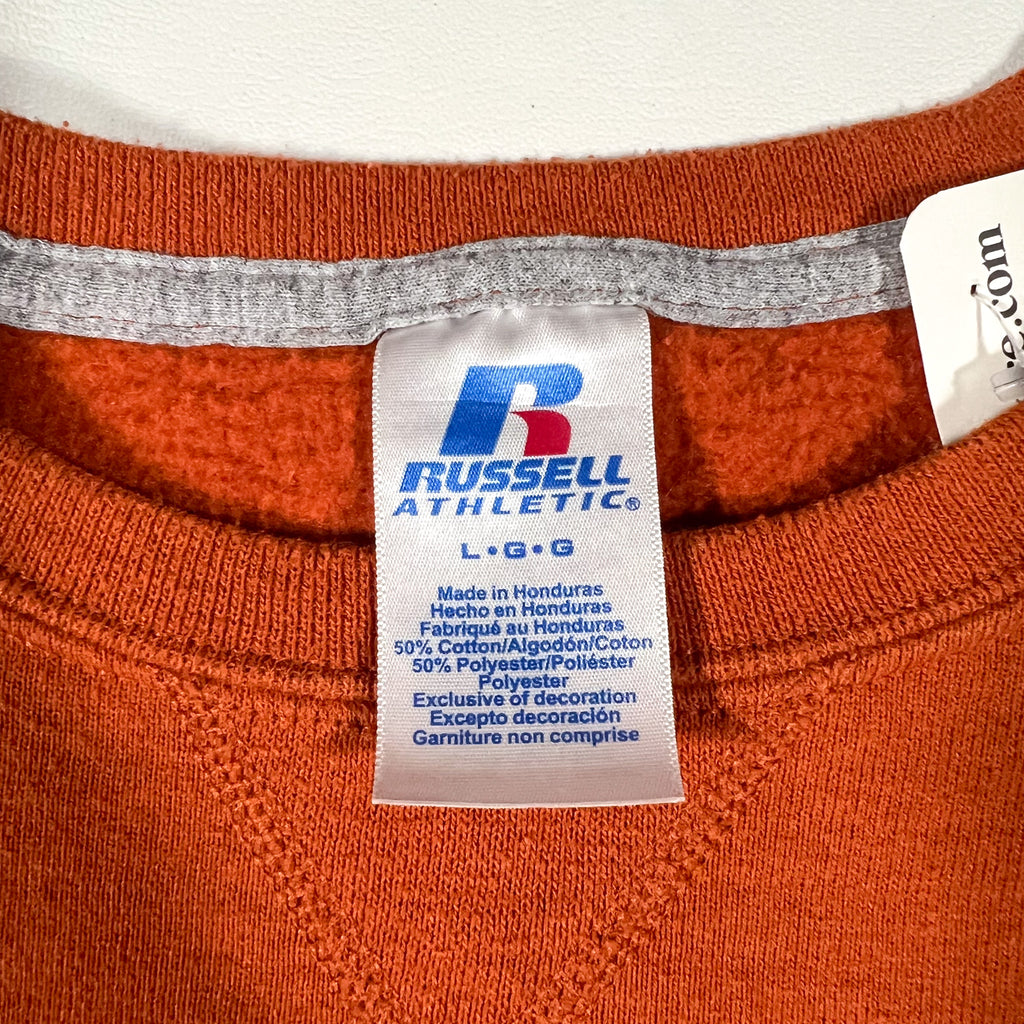 R
RUSSELL
ATHLETIC®
L•G•G
Made in Honduras
Hecho en Honduras
Fabriqué au Honduras
50% Cotton/Algodón/Coton
50% Polyester/Poliéster
Polyester
Exclusive of decoration
Excepto decoración
Garniture non comprise
.com